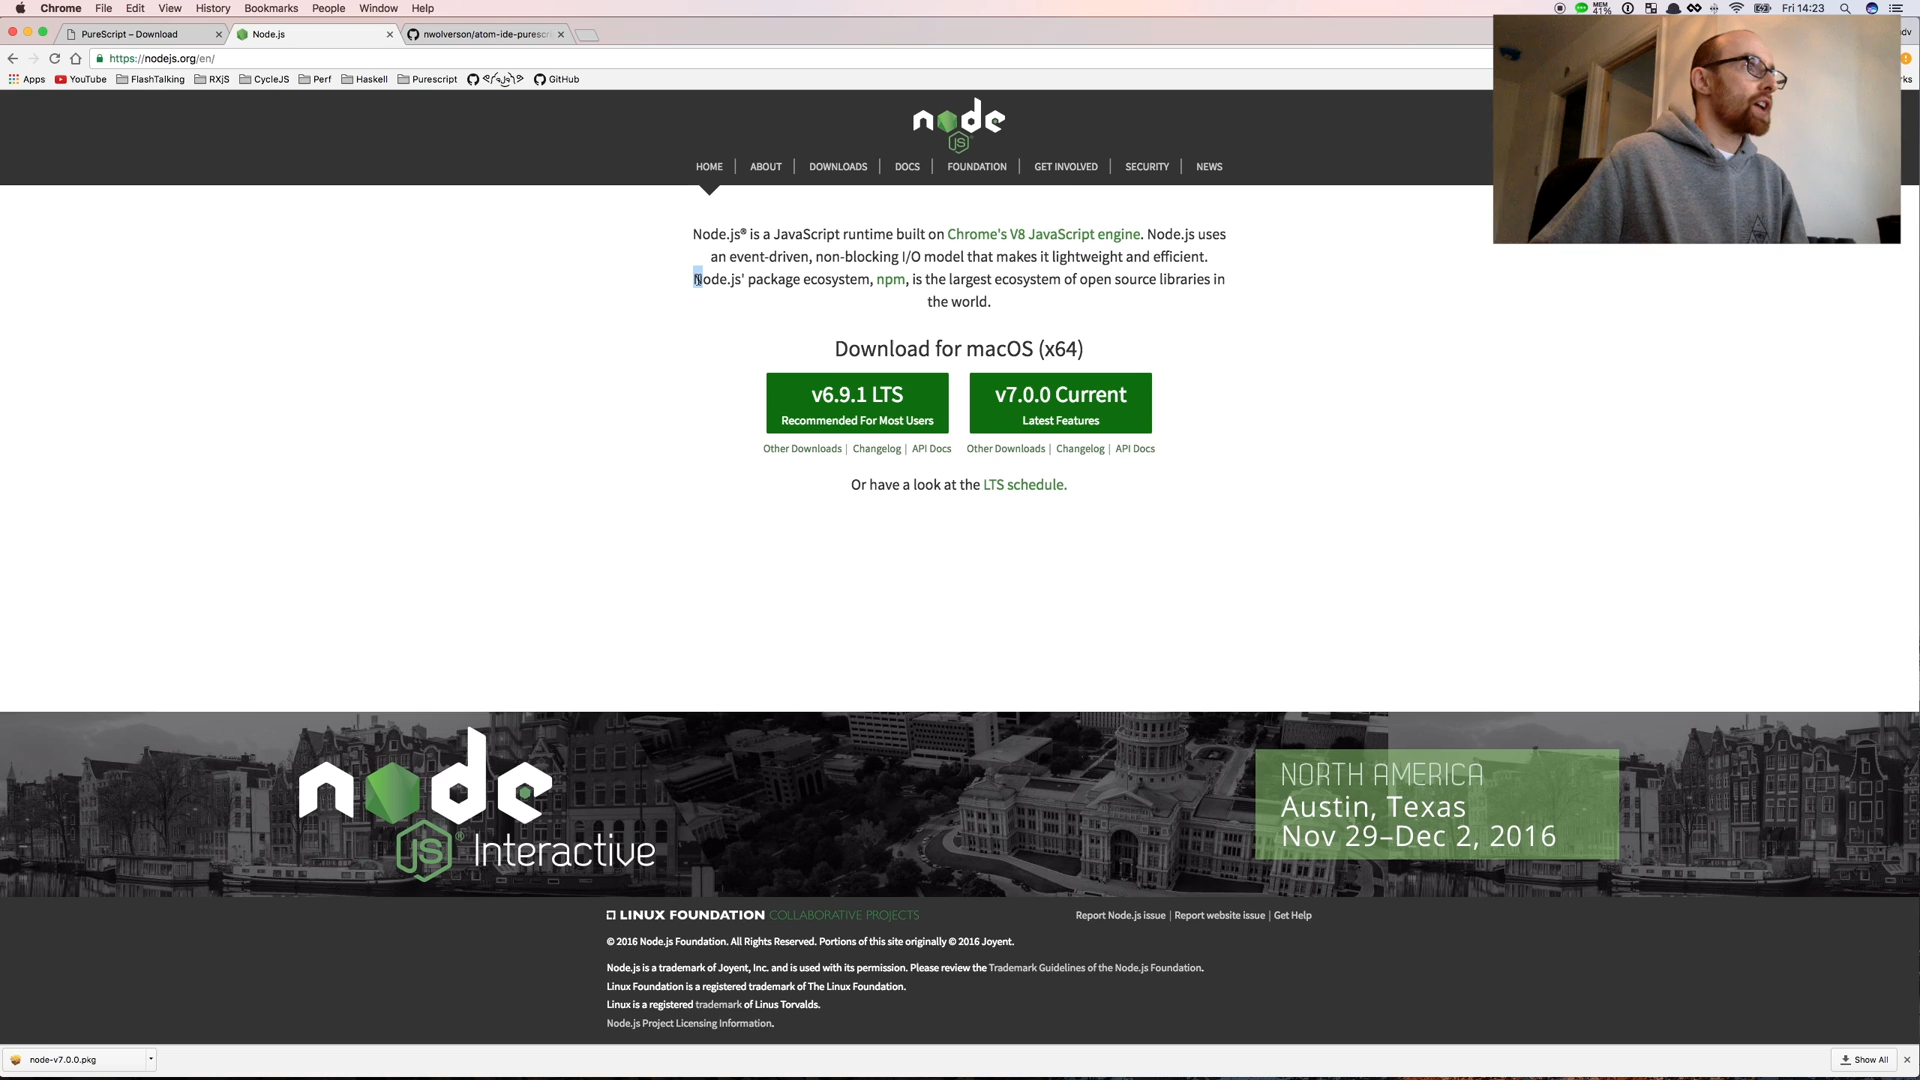 Chrome File Edit View History Bookmarks People Window Help
MEM
41%
Fri 14:23
PureScript – Download
Node.js
nwolverson/atom-ide-purescr
https://nodejs.org/en/
Apps YouTube FlashTalking RXjS CycleJS Perf Haskell Purescript GitHub
node
JS
HOME ABOUT DOWNLOADS DOCS FOUNDATION GET INVOLVED SECURITY NEWS
Node.js® is a JavaScript runtime built on Chrome's V8 JavaScript engine. Node.js uses
an event-driven, non-blocking I/O model that makes it lightweight and efficient.
Node.js' package ecosystem, npm, is the largest ecosystem of open source libraries in
the world.
Download for macOS (x64)
v6.9.1 LTS
Recommended For Most Users
v7.0.0 Current
Latest Features
Other Downloads | Changelog | API Docs
Other Downloads | Changelog | API Docs
Or have a look at the LTS schedule.
node
JS® Interactive
NORTH AMERICA
Austin, Texas
Nov 29–Dec 2, 2016
LINUX FOUNDATION COLLABORATIVE PROJECTS
Report Node.js issue | Report website issue | Get Help
© 2016 Node.js Foundation. All Rights Reserved. Portions of this site originally © 2016 Joyent.
Node.js is a trademark of Joyent, Inc. and is used with its permission. Please review the Trademark Guidelines of the Node.js Foundation.
Linux Foundation is a registered trademark of The Linux Foundation.
Linux is a registered trademark of Linus Torvalds.
Node.js Project Licensing Information.
node-v7.0.0.pkg
Show All